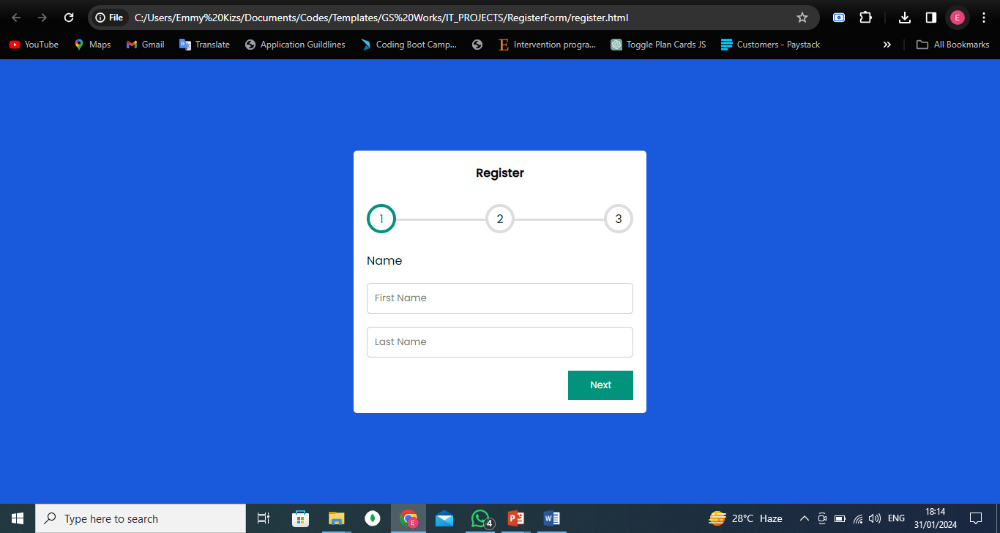 File C:/Users/Emmy%20Kizs/Documents/Codes/Templates/GS%20Works/IT_PROJECTS/RegisterForm/register.html E
YouTube Maps Gmail Translate Application Guildlines Coding Boot Camp... Intervention progra... Toggle Plan Cards JS Customers - Paystack » All Bookmarks
Register
1 2 3
Name
First Name
Last Name
Next
Type here to search E 4 28°C Haze ENG 18:14
31/01/2024